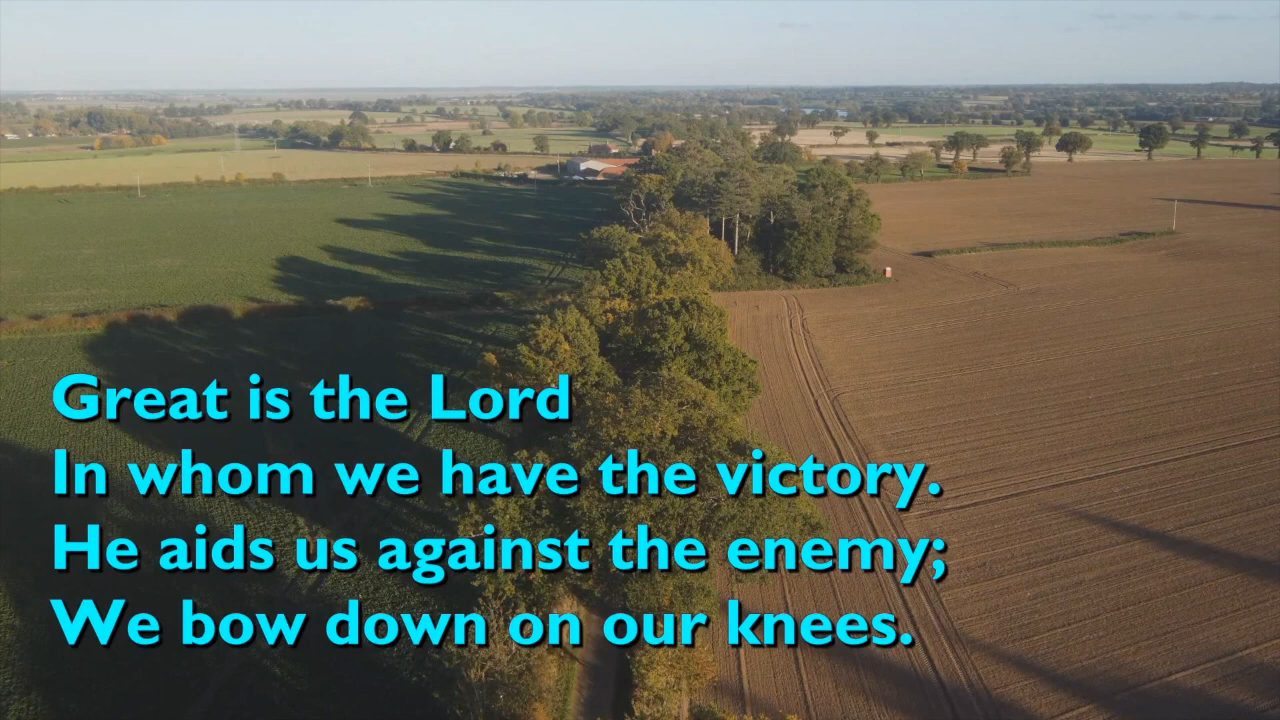 Great is the Lord
In whom we have the victory.
He aids us against the enemy;
We bow down on our knees.